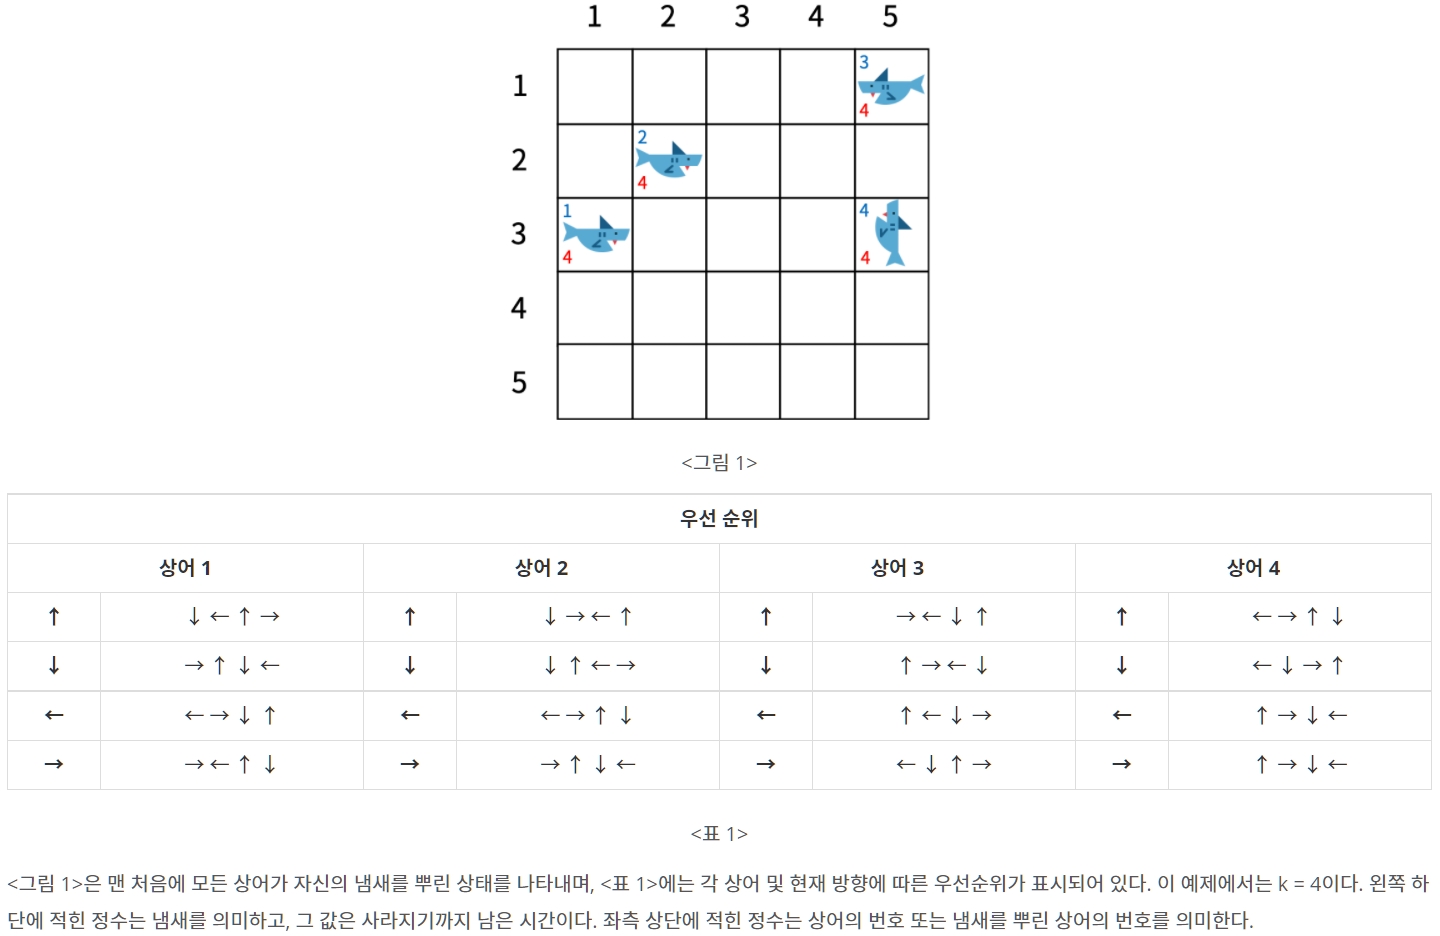 1 2 3 4 5
1 3
4
2 2
4
3 1 4
4 4
4
5
<그림 1>
우선 순위
상어 1 상어 2 상어 3 상어 4
↑ ↓ ← ↑ → ↑ ↓ → ← ↑ ↑ → ← ↓ ↑ ↑ ← → ↑ ↓
↓ → ↑ ↓ ← ↓ ↓ ↑ ← → ↓ ↑ → ← ↓ ↓ ← ↓ → ↑
← ← → ↓ ↑ ← ← → ↑ ↓ ← ↑ ← ↓ → ← ↑ → ↓ ←
→ → ← ↑ ↓ → → ↑ ↓ ← → ← ↓ ↑ → → ↑ → ↓ ←
<표 1>
<그림 1>은 맨 처음에 모든 상어가 자신의 냄새를 뿌린 상태를 나타내며, <표 1>에는 각 상어 및 현재 방향에 따른 우선순위가 표시되어 있다. 이 예제에서는 k = 4이다. 왼쪽 하
단에 적힌 정수는 냄새를 의미하고, 그 값은 사라지기까지 남은 시간이다. 좌측 상단에 적힌 정수는 상어의 번호 또는 냄새를 뿌린 상어의 번호를 의미한다.